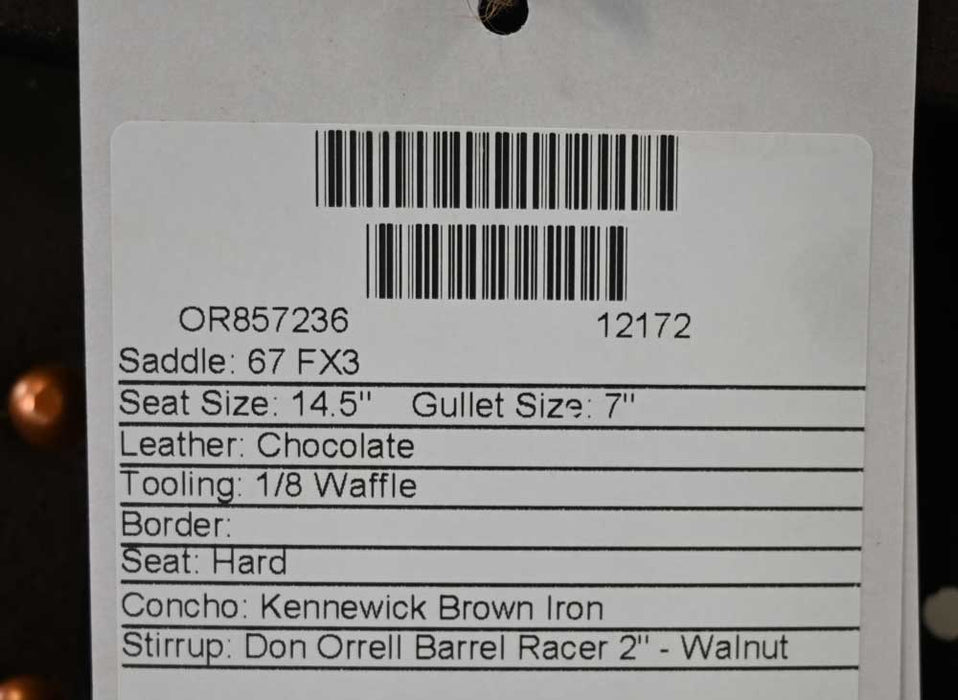 OR857236 12172
Saddle: 67 FX3
Seat Size: 14.5" Gullet Size: 7"
Leather: Chocolate
Tooling: 1/8 Waffle
Border:
Seat: Hard
Concho: Kennewick Brown Iron
Stirrup: Don Orrell Barrel Racer 2" - Walnut